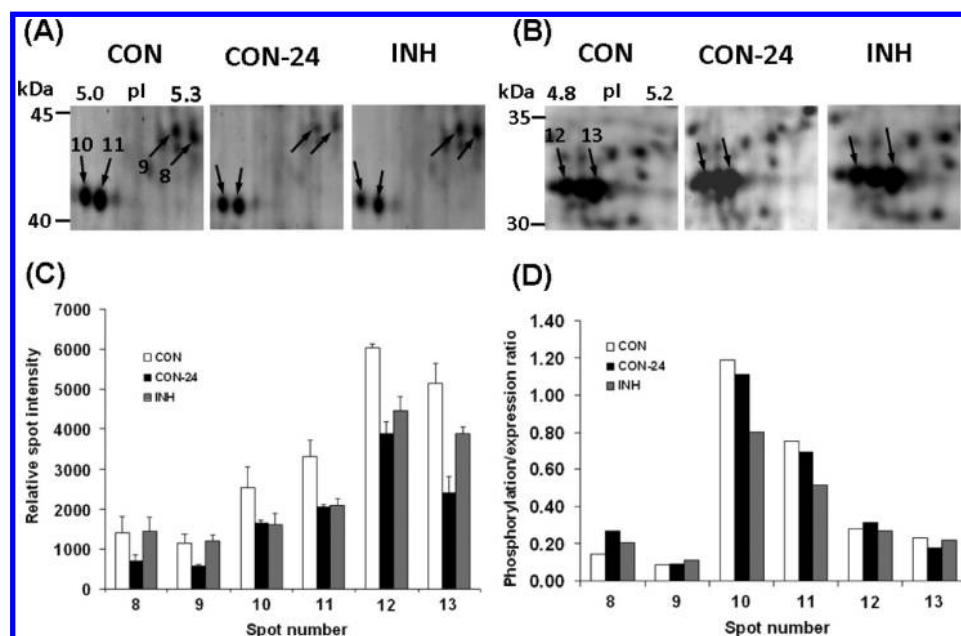 (A)
CON CON-24 INH
kDa 5.0 pI 5.3
45
10 11
9 8
40
(B)
CON CON-24 INH
kDa 4.8 pI 5.2
35
12 13
30
(C)
7000
6000
5000
4000
3000
2000
1000
0
Relative spot intensity
CON
CON-24
INH
8 9 10 11 12 13
Spot number
(D)
1.40
1.20
1.00
0.80
0.60
0.40
0.20
0.00
Phosphorylation/expression ratio
CON
CON-24
INH
8 9 10 11 12 13
Spot number